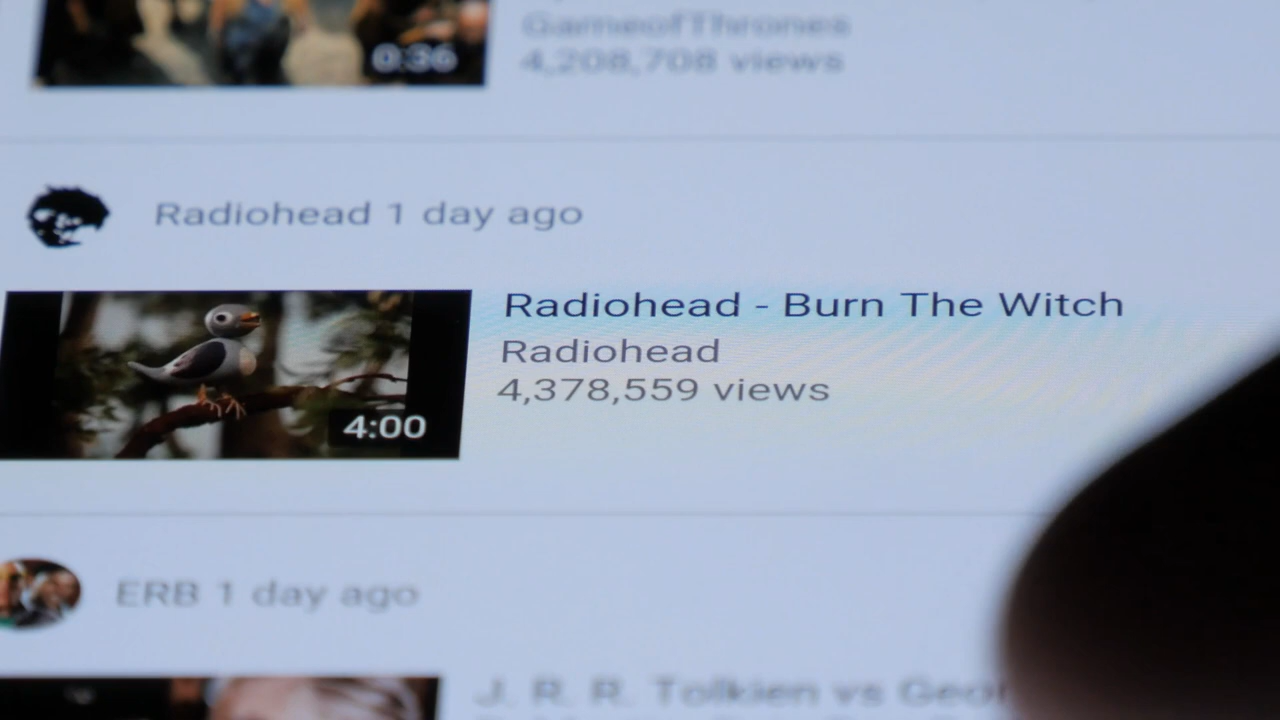 0:36
GameofThrones
4,208,708 views
Radiohead 1 day ago
4:00
Radiohead - Burn The Witch
Radiohead
4,378,559 views
ERB 1 day ago
J. R. R. Tolkien vs